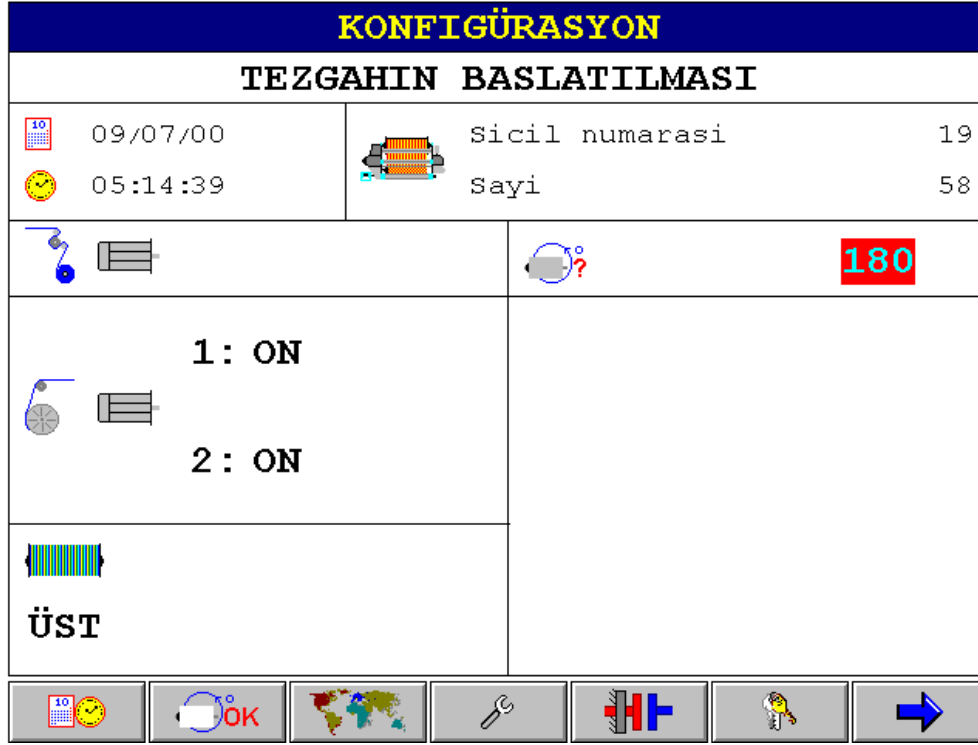 KONFIGÜRASYON
TEZGAHIN BASLATILMASI
10 09/07/00
Sicil numarasi 19
05:14:39
Sayi 58
° ? 180
1: ON
2: ON
ÜST
10
° OK
°